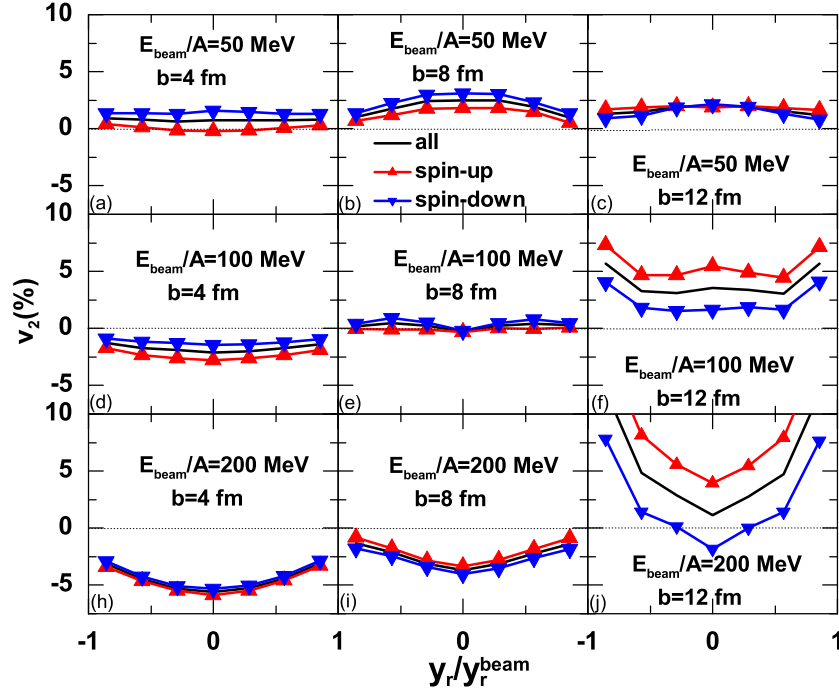 10
5
0
-5
E_beam/A=50 MeV
b=4 fm
(a)
E_beam/A=50 MeV
b=8 fm
all
spin-up
spin-down
(b)
E_beam/A=50 MeV
b=12 fm
(c)
10
5
0
-5
v_2(%)
E_beam/A=100 MeV
b=4 fm
(d)
E_beam/A=100 MeV
b=8 fm
(e)
E_beam/A=100 MeV
b=12 fm
(f)
10
5
0
-5
E_beam/A=200 MeV
b=4 fm
(h)
E_beam/A=200 MeV
b=8 fm
(i)
E_beam/A=200 MeV
b=12 fm
(j)
-1 0 1 0 0 1
y_r/y_r^beam